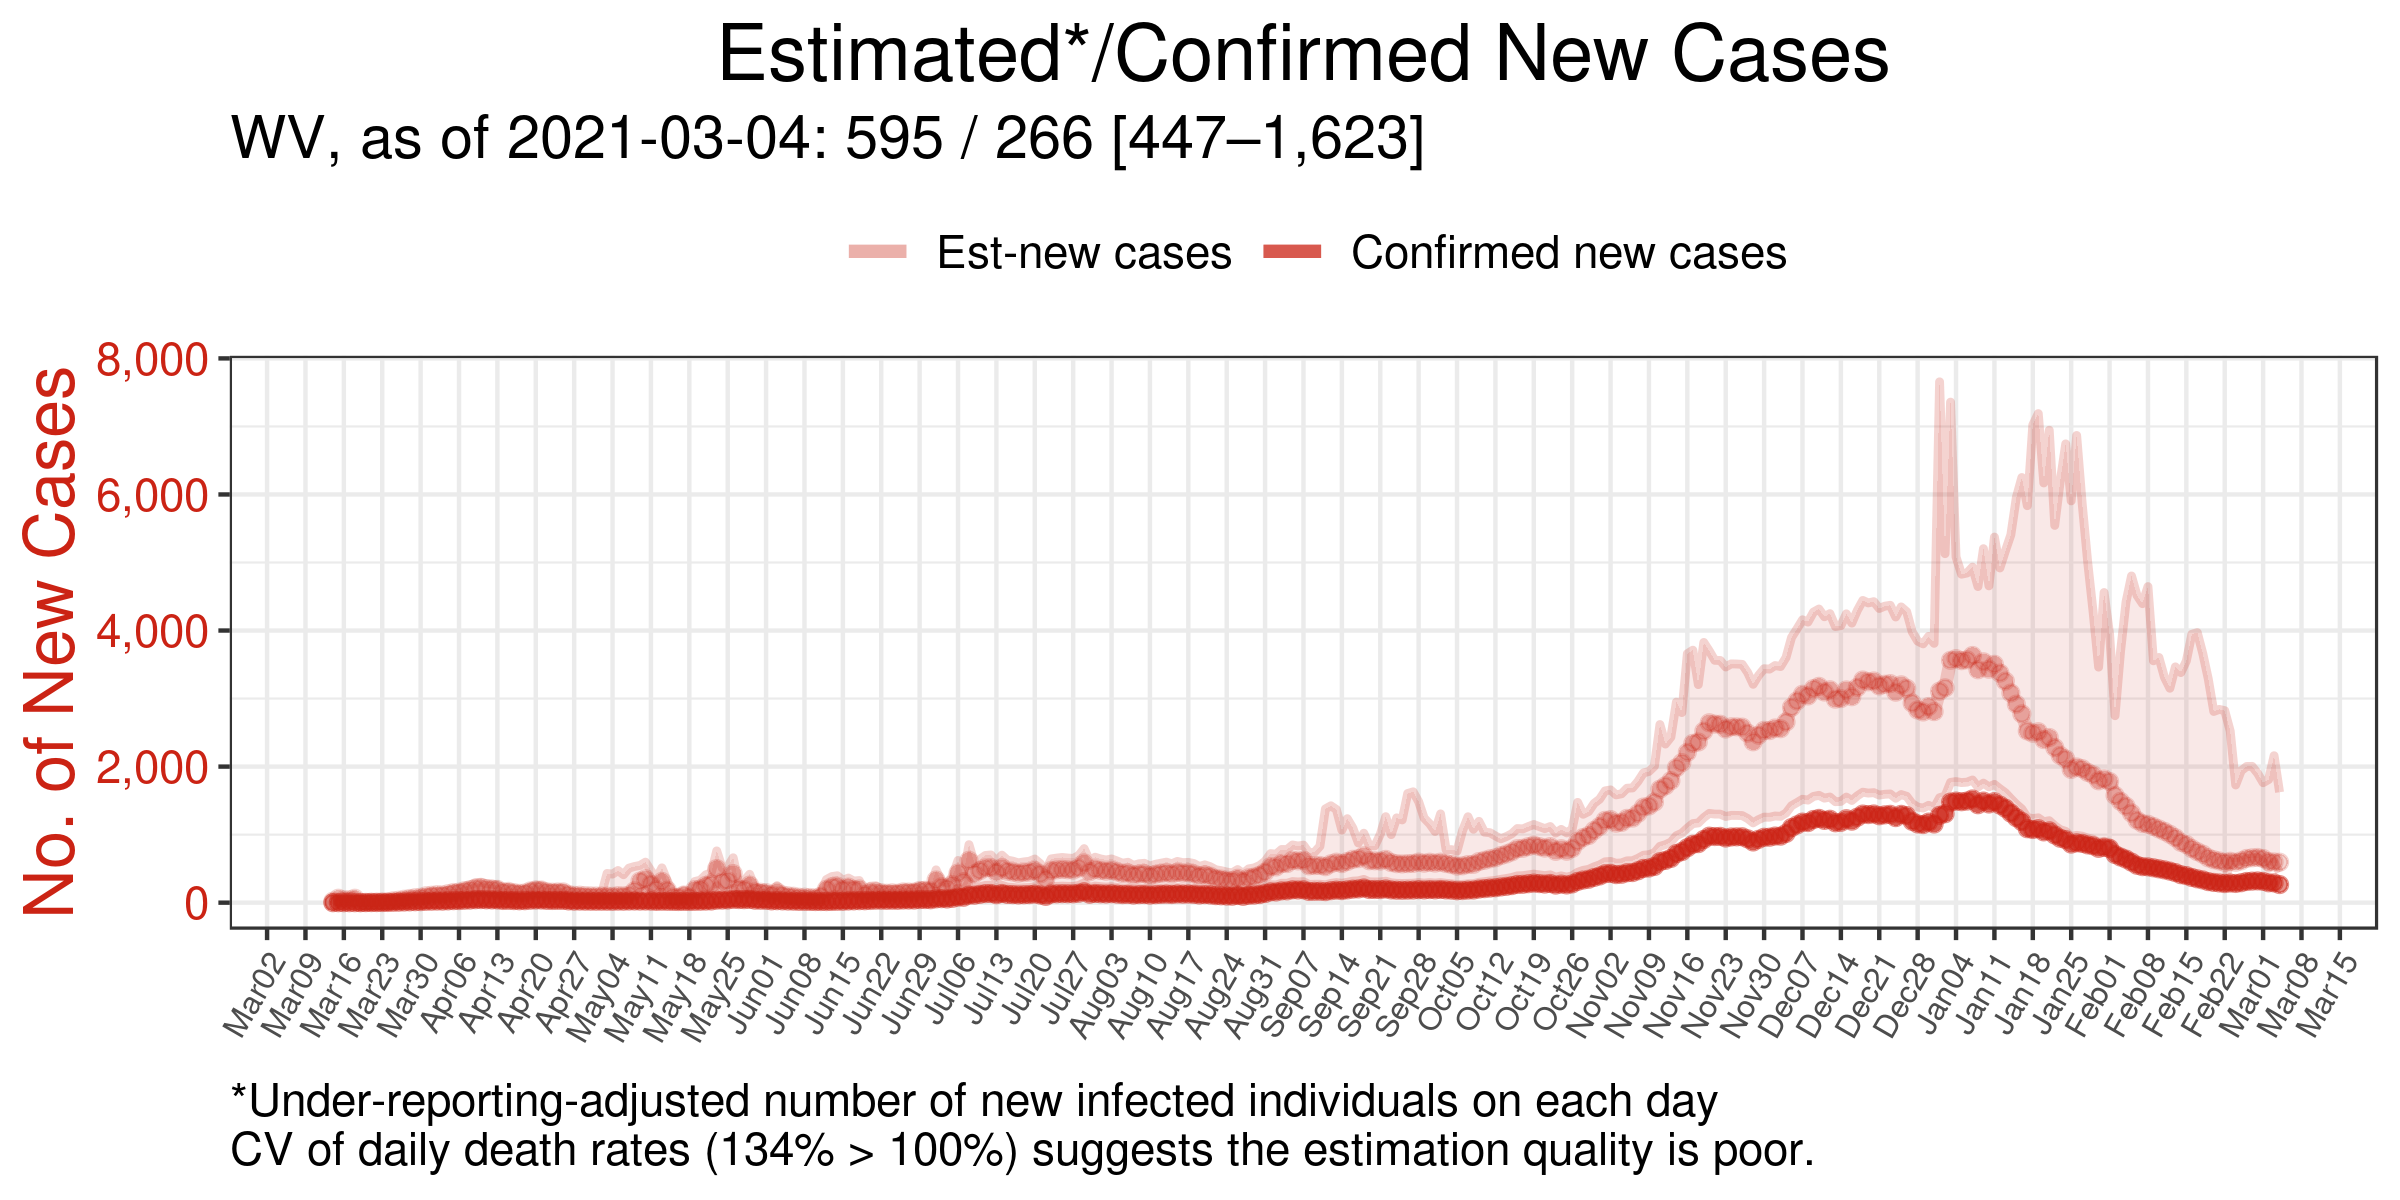 Estimated*/Confirmed New Cases
WV, as of 2021-03-04: 595 / 266 [447–1,623]
Est-new cases
Confirmed new cases
No. of New Cases
8,000
6,000
4,000
2,000
0
Mar02
Mar09
Mar16
Mar23
Mar30
Apr06
Apr13
Apr20
Apr27
May04
May11
May18
May25
Jun01
Jun08
Jun15
Jun22
Jun29
Jul06
Jul13
Jul20
Jul27
Aug03
Aug10
Aug17
Aug24
Aug31
Sep07
Sep14
Sep21
Sep28
Oct05
Oct12
Oct19
Oct26
Nov02
Nov09
Nov16
Nov23
Nov30
Dec07
Dec14
Dec21
Dec28
Jan04
Jan11
Jan18
Jan25
Feb01
Feb08
Feb15
Feb22
Mar01
Mar08
Mar15
*Under-reporting-adjusted number of new infected individuals on each day
CV of daily death rates (134% > 100%) suggests the estimation quality is poor.